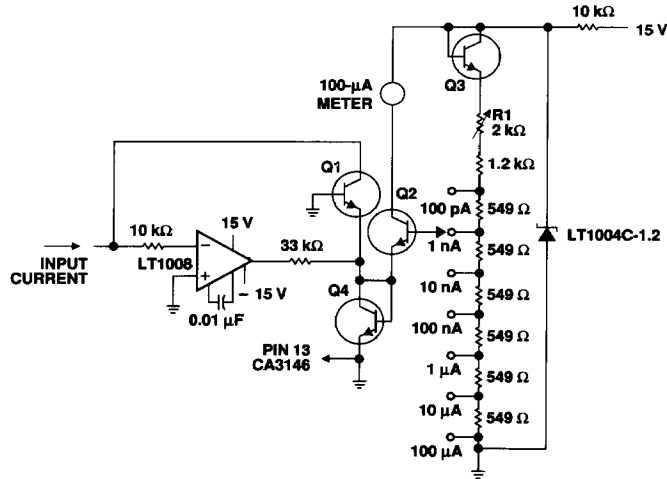 10 kΩ
15 V
100-μA
METER
Q3
R1
2 kΩ
1.2 kΩ
Q1
Q2
100 pA
549 Ω
15 V
10 kΩ
33 kΩ
1 nA
549 Ω
LT1004C-1.2
INPUT
CURRENT
LT1008
−
+
– 15 V
Q4
10 nA
549 Ω
0.01 μF
100 nA
549 Ω
PIN 13
CA3146
1 μA
549 Ω
10 μA
549 Ω
100 μA